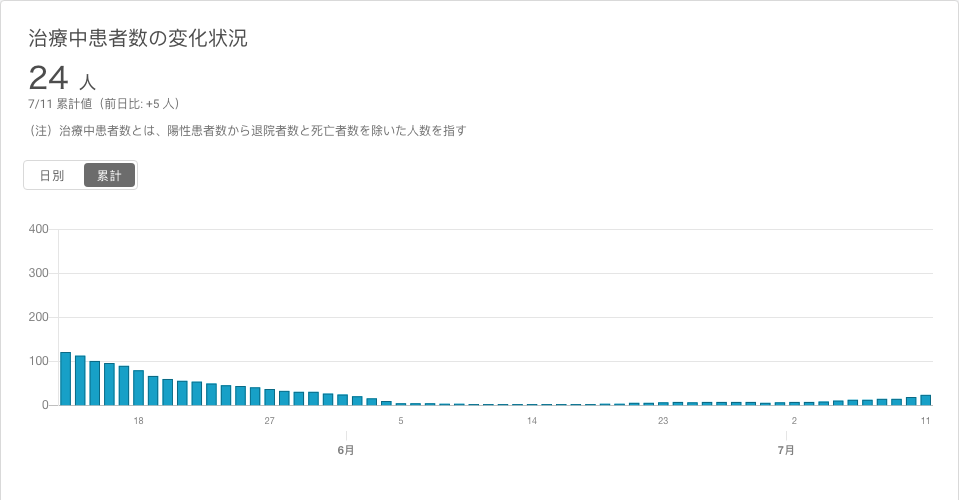 治療中患者数の変化状況
24 人
7/11 累計値（前日比: +5 人）
（注）治療中患者数とは、陽性患者数から退院者数と死亡者数を除いた人数を指す
日別 累計
400
300
200
100
0
18 27 5 14 23 2 11
6月 7月